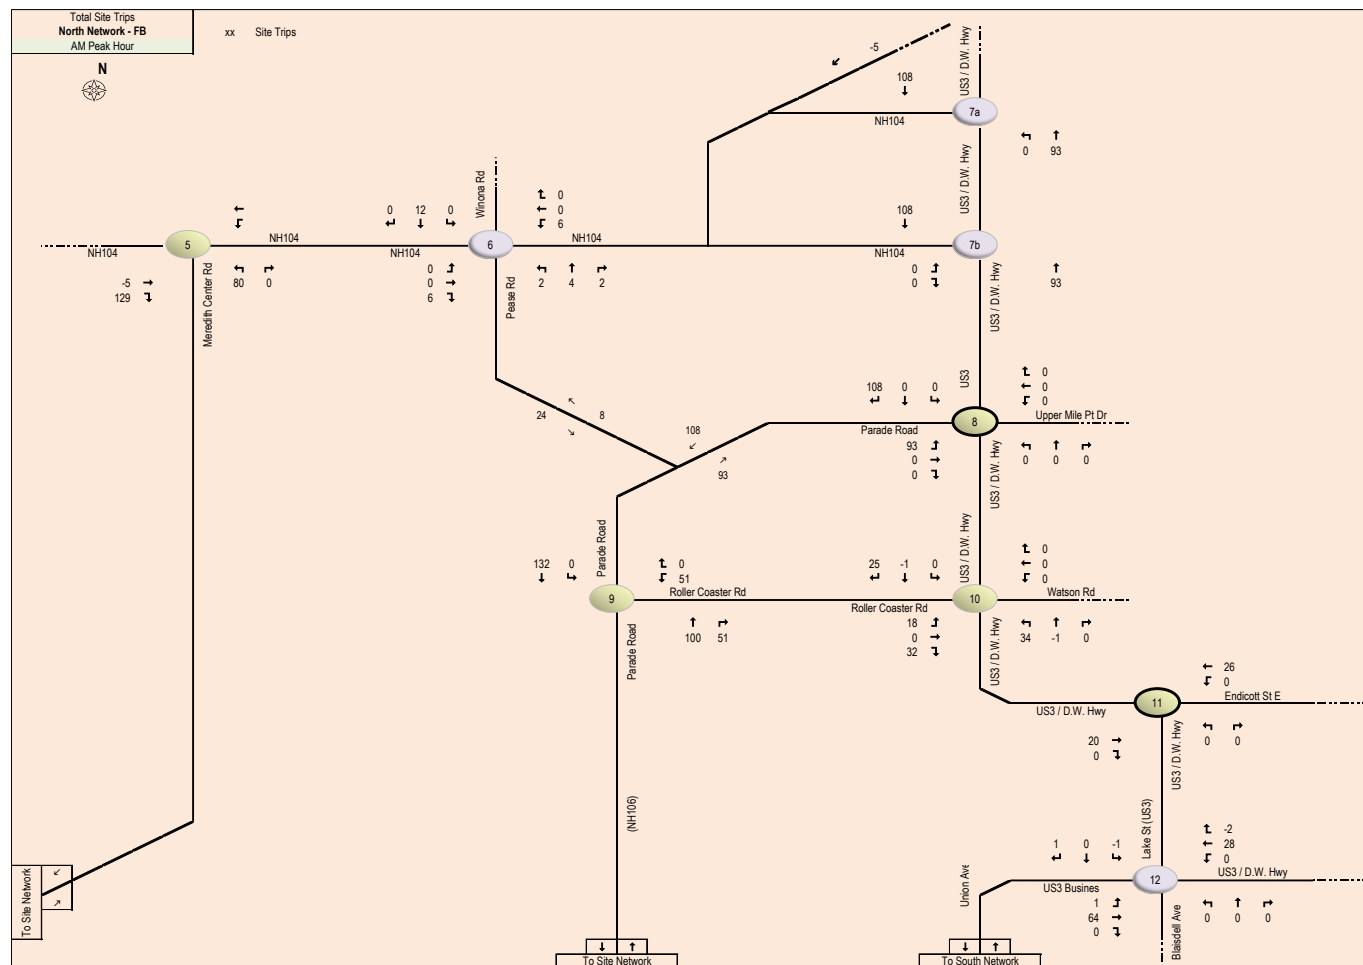 Total Site Trips
North Network - FB
AM Peak Hour
xx Site Trips
N
-5
108
US3 / D.W. Hwy
7a
NH104
0 93
US3 / D.W. Hwy
Winona Rd
0
0
6
0 12 0
108
5
NH104
NH104
6
NH104
NH104
7b
NH104
-5
129
80 0
Meredith Center Rd
0
0
6
2 4 2
Pease Rd
0
0
93
US3 / D.W. Hwy
US3
108 0 0
0
0
0
24 8
108
93
Parade Road
8
Upper Mile Pt Dr
93
0
0
0 0 0
US3 / D.W. Hwy
Parade Road
132 0
0
51
25 -1 0
US3 / D.W. Hwy
0
0
0
9
Roller Coaster Rd
Roller Coaster Rd
10
Watson Rd
100 51
Parade Road
18
0
32
34 -1 0
US3 / D.W. Hwy
26
0
Endicott St E
11
US3 / D.W. Hwy
20
0
0 0
US3 / D.W. Hwy
(NH106)
Lake St (US3)
1 0 -1
-2
28
0
US3 / D.W. Hwy
12
US3 Busines
Union Ave
1
64
0
0 0 0
Blaisdell Ave
To Site Network
To Site Network
To South Network